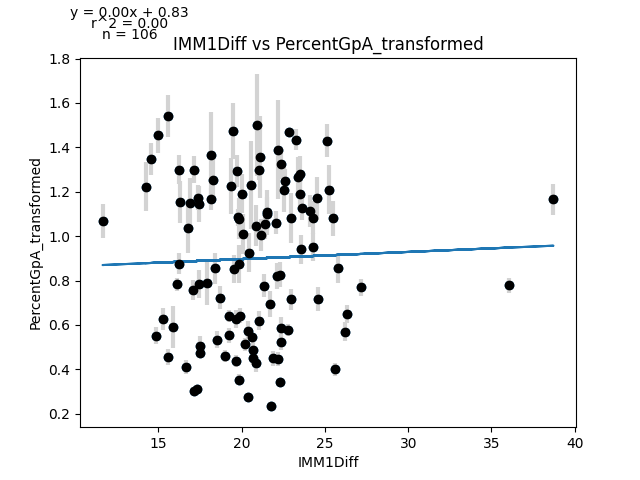 y = 0.00x + 0.83
r^2 = 0.00
n = 106
IMM1Diff vs PercentGpA_transformed
1.8
1.6
1.4
1.2
1.0
0.8
0.6
0.4
0.2
PercentGpA_transformed
15 20 25 30 35 40
IMM1Diff